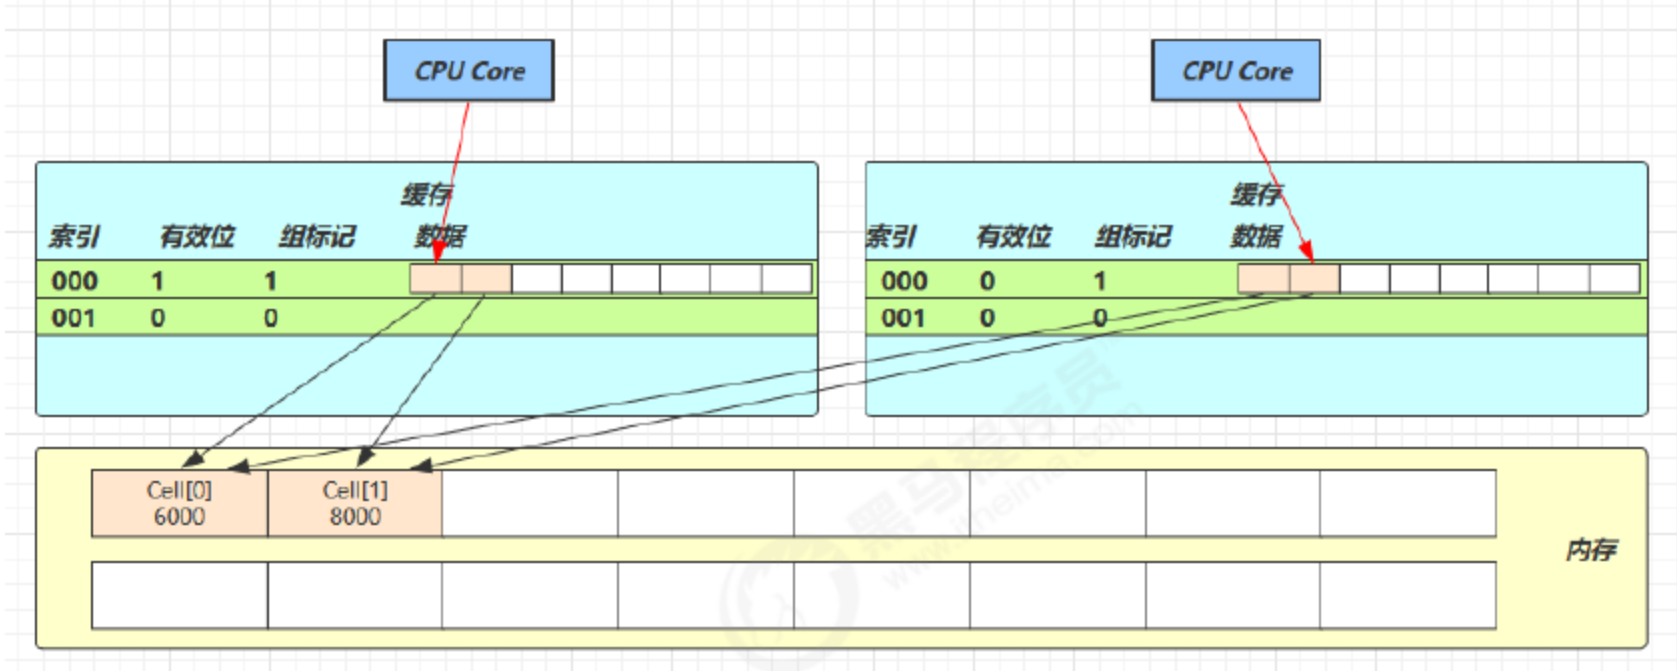 CPU Core
CPU Core
缓存
索引 有效位 组标记 数据
000 1 1
001 0 0
缓存
索引 有效位 组标记 数据
000 0 1
001 0 0
Cell[0]
6000
Cell[1]
8000
内存
黑马程序员
www.itheima.com